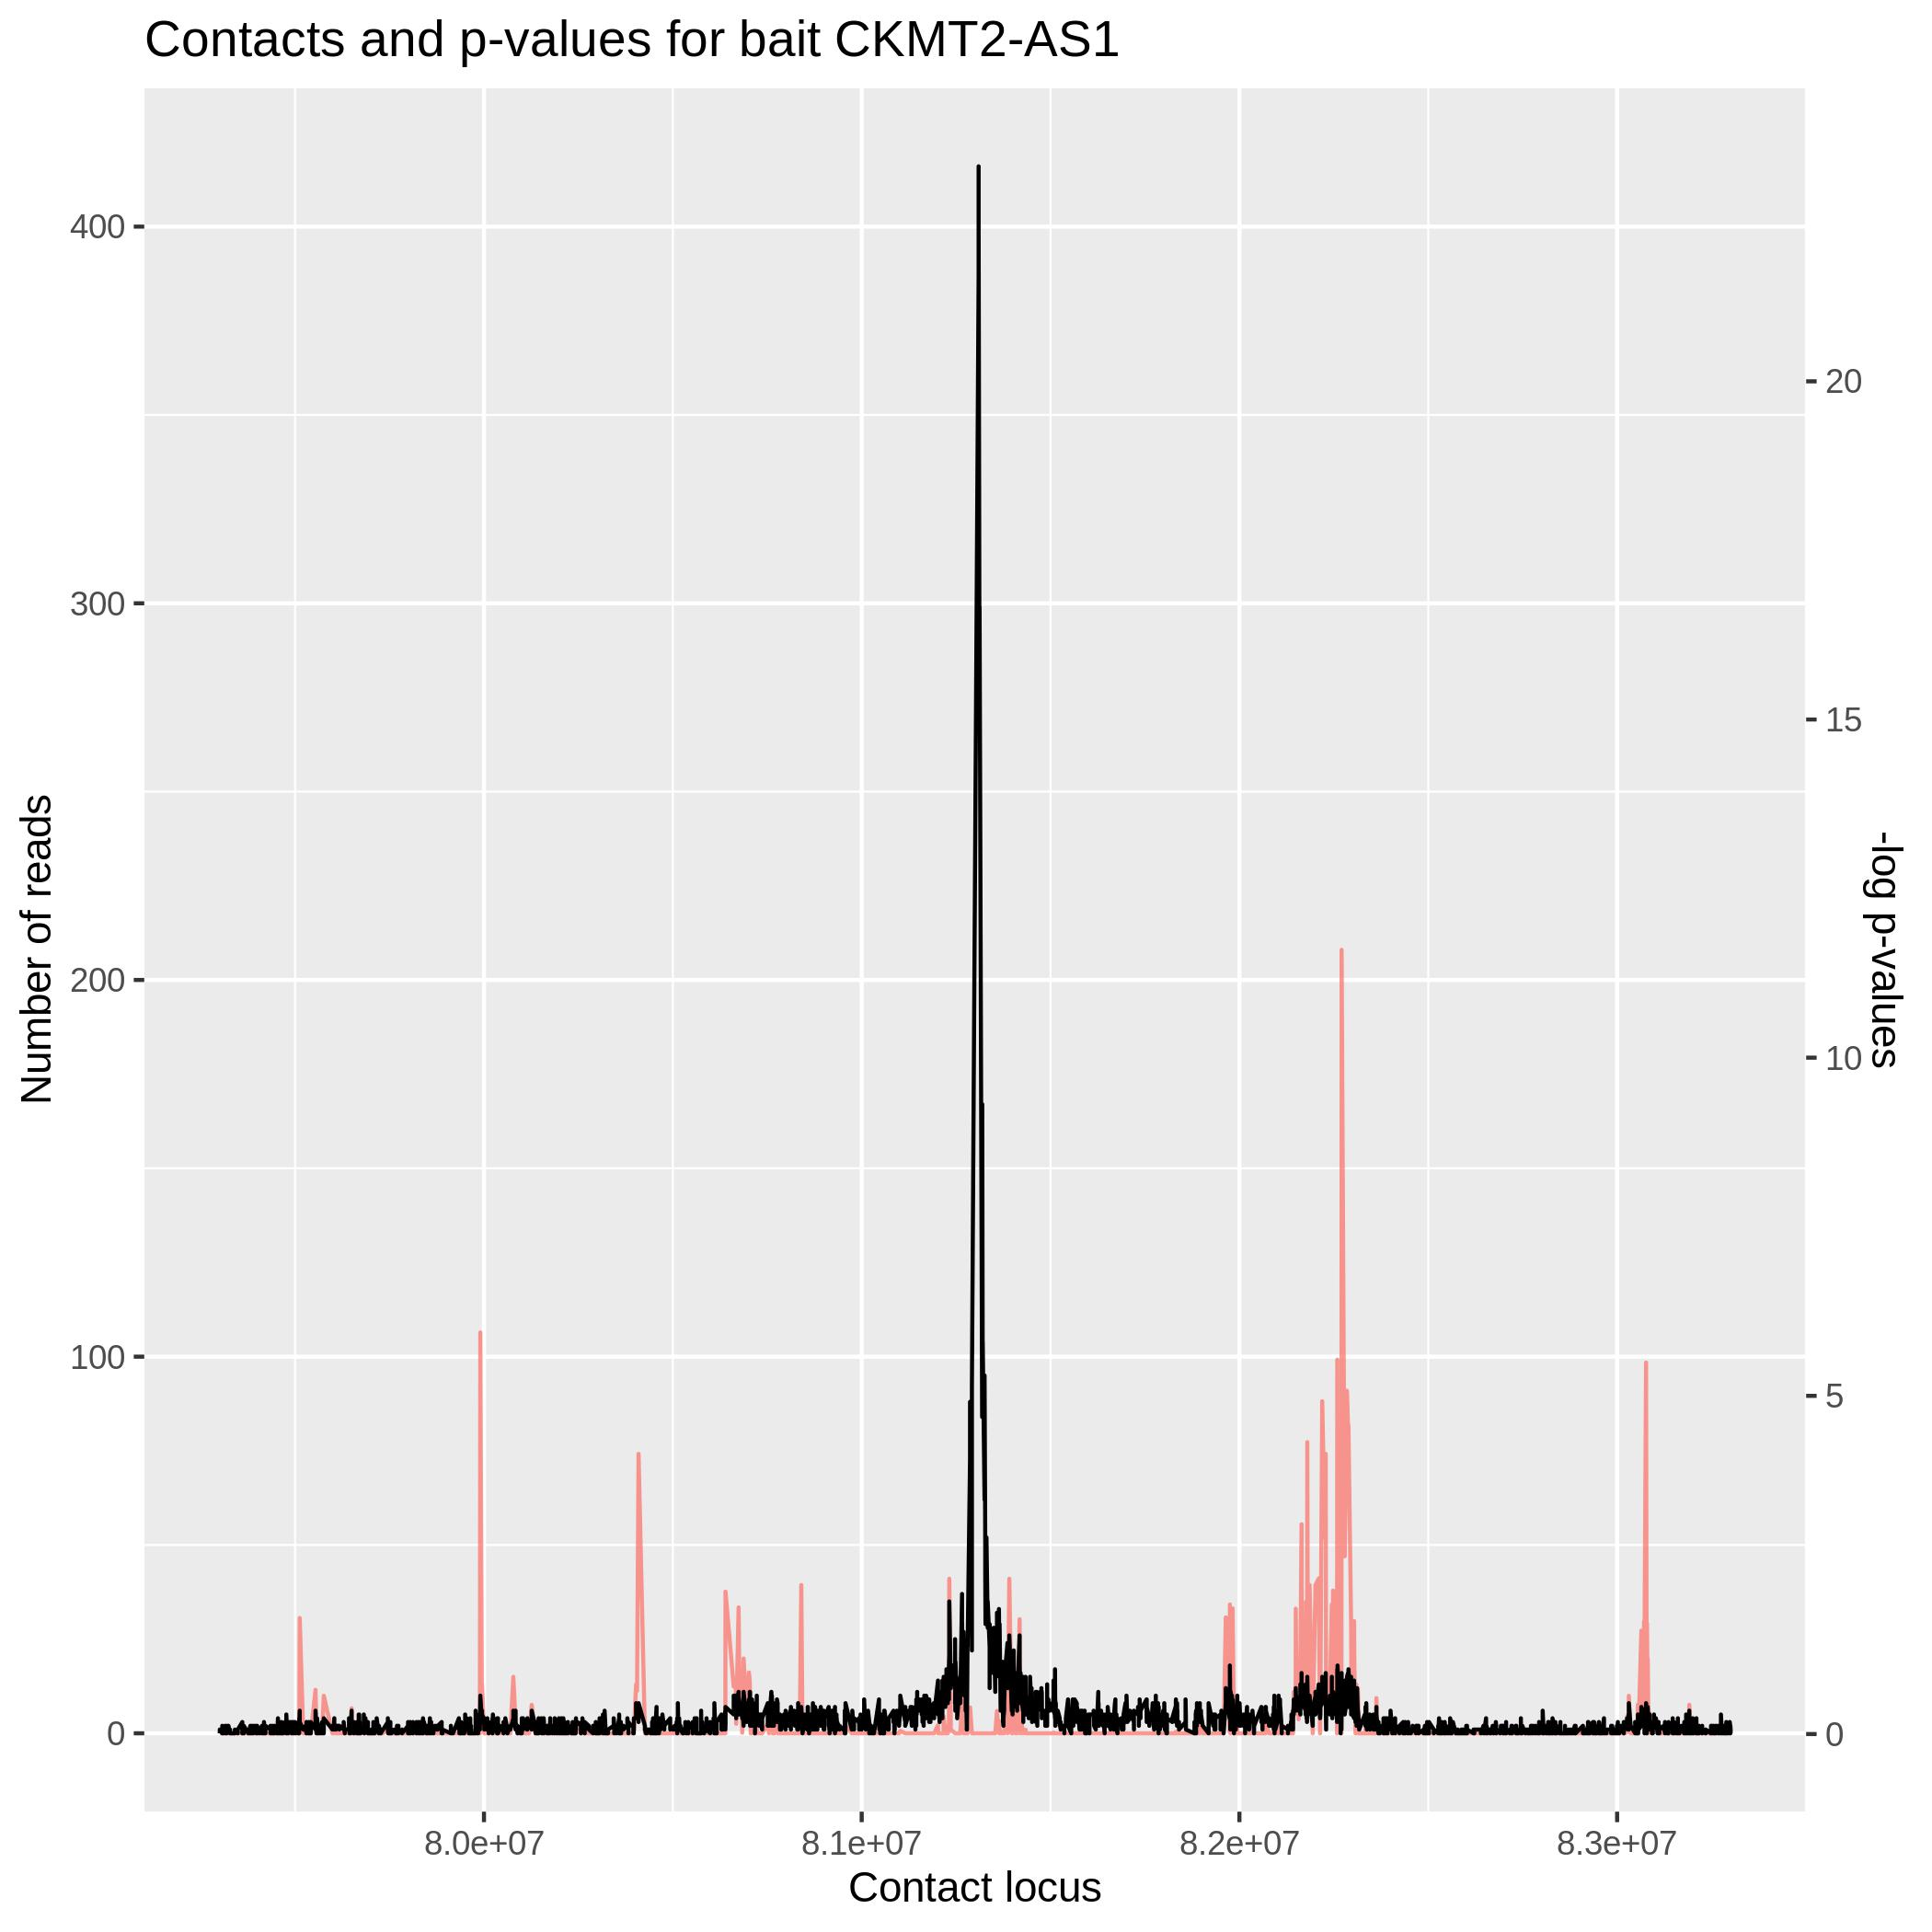 Contacts and p-values for bait CKMT2-AS1
Number of reads
400
300
200
100
0
20
15
10
5
0
-log p-values
8.0e+07
8.1e+07
8.2e+07
8.3e+07
Contact locus